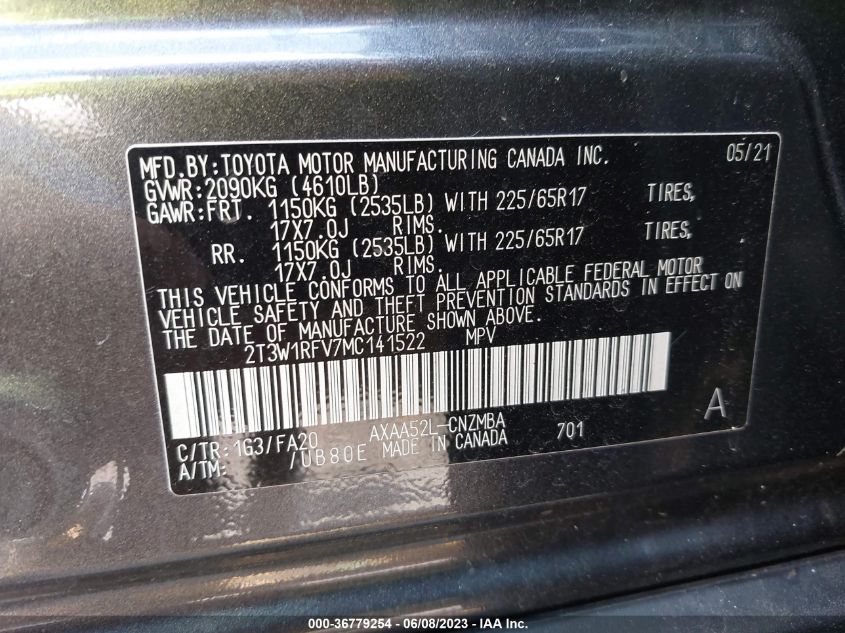 MFD.BY:TOYOTA MOTOR MANUFACTURING CANADA INC. 05/21
GVWR:2090KG (4610LB)
GAWR:FRT. 1150KG (2535LB) WITH 225/65R17 TIRES,
17X7.0J RIMS.
RR. 1150KG (2535LB) WITH 225/65R17 TIRES,
17X7.0J RIMS.
THIS VEHICLE CONFORMS TO ALL APPLICABLE FEDERAL MOTOR
VEHICLE SAFETY AND THEFT PREVENTION STANDARDS IN EFFECT ON
THE DATE OF MANUFACTURE SHOWN ABOVE.
2T3W1RFV7MC141522 MPV
A
C/TR:1G3/FA20 AXAA52L-CNZMBA 701
A/TM: /UB80E MADE IN CANADA
000-36779254 - 06/08/2023 - IAA Inc.